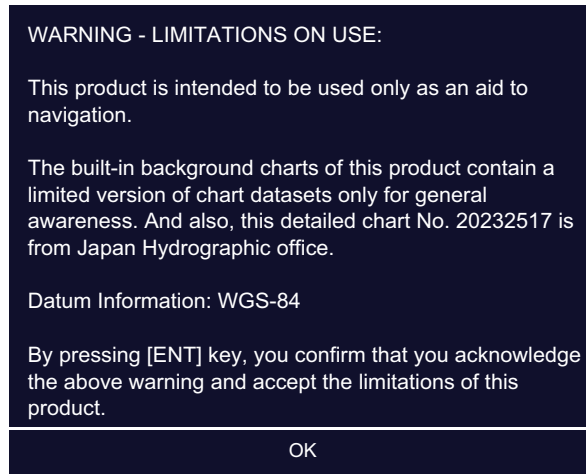 WARNING - LIMITATIONS ON USE:
This product is intended to be used only as an aid to
navigation.
The built-in background charts of this product contain a
limited version of chart datasets only for general
awareness. And also, this detailed chart No. 20232517 is
from Japan Hydrographic office.
Datum Information: WGS-84
By pressing [ENT] key, you confirm that you acknowledge
the above warning and accept the limitations of this
product.
OK